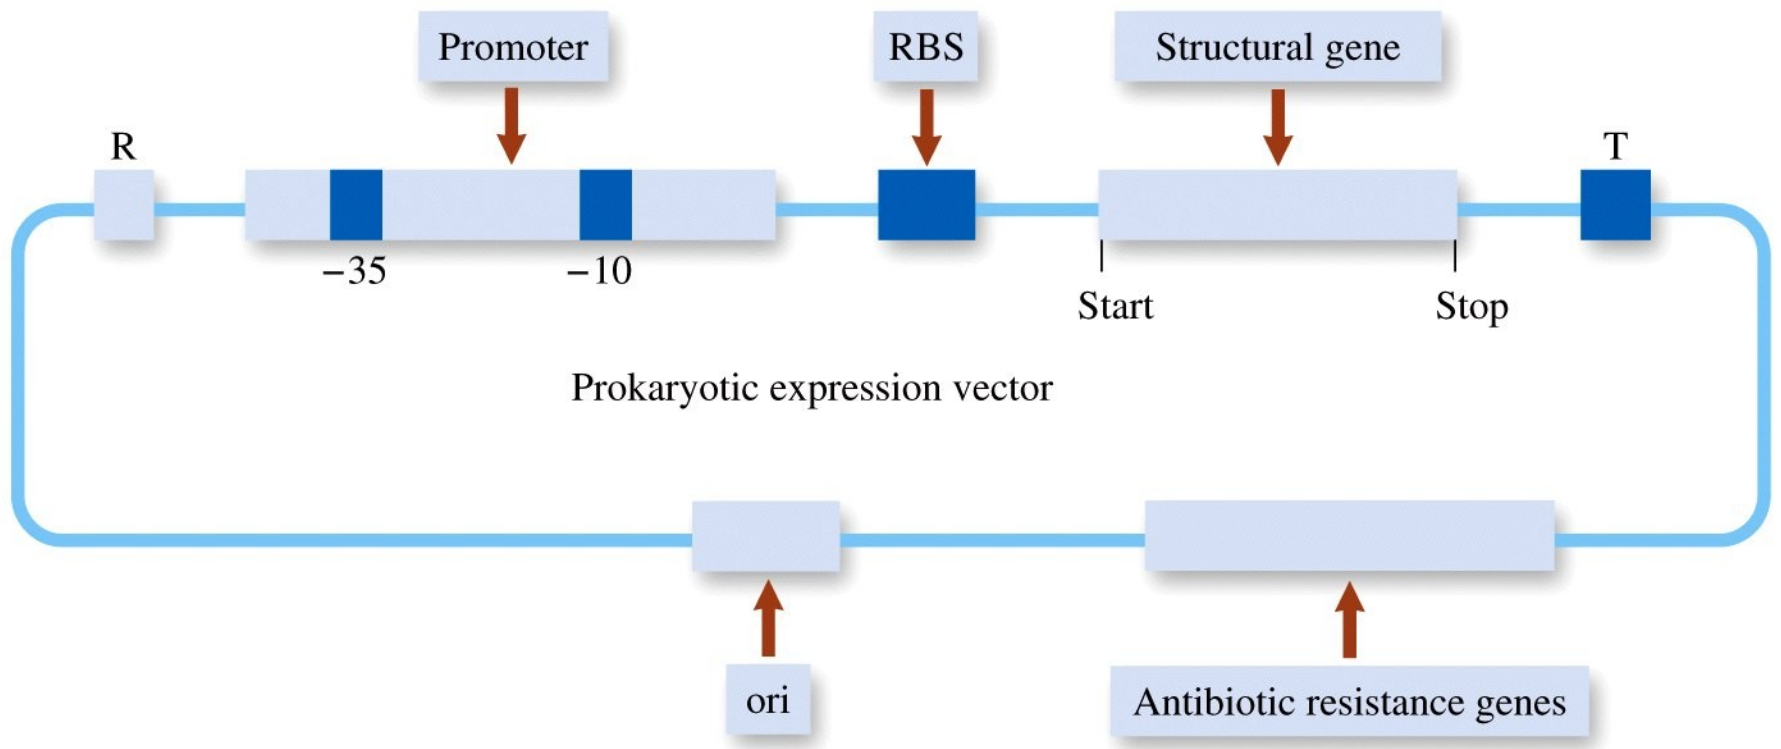 Promoter
RBS
Structural gene
R
T
−35
−10
Start
Stop
Prokaryotic expression vector
ori
Antibiotic resistance genes